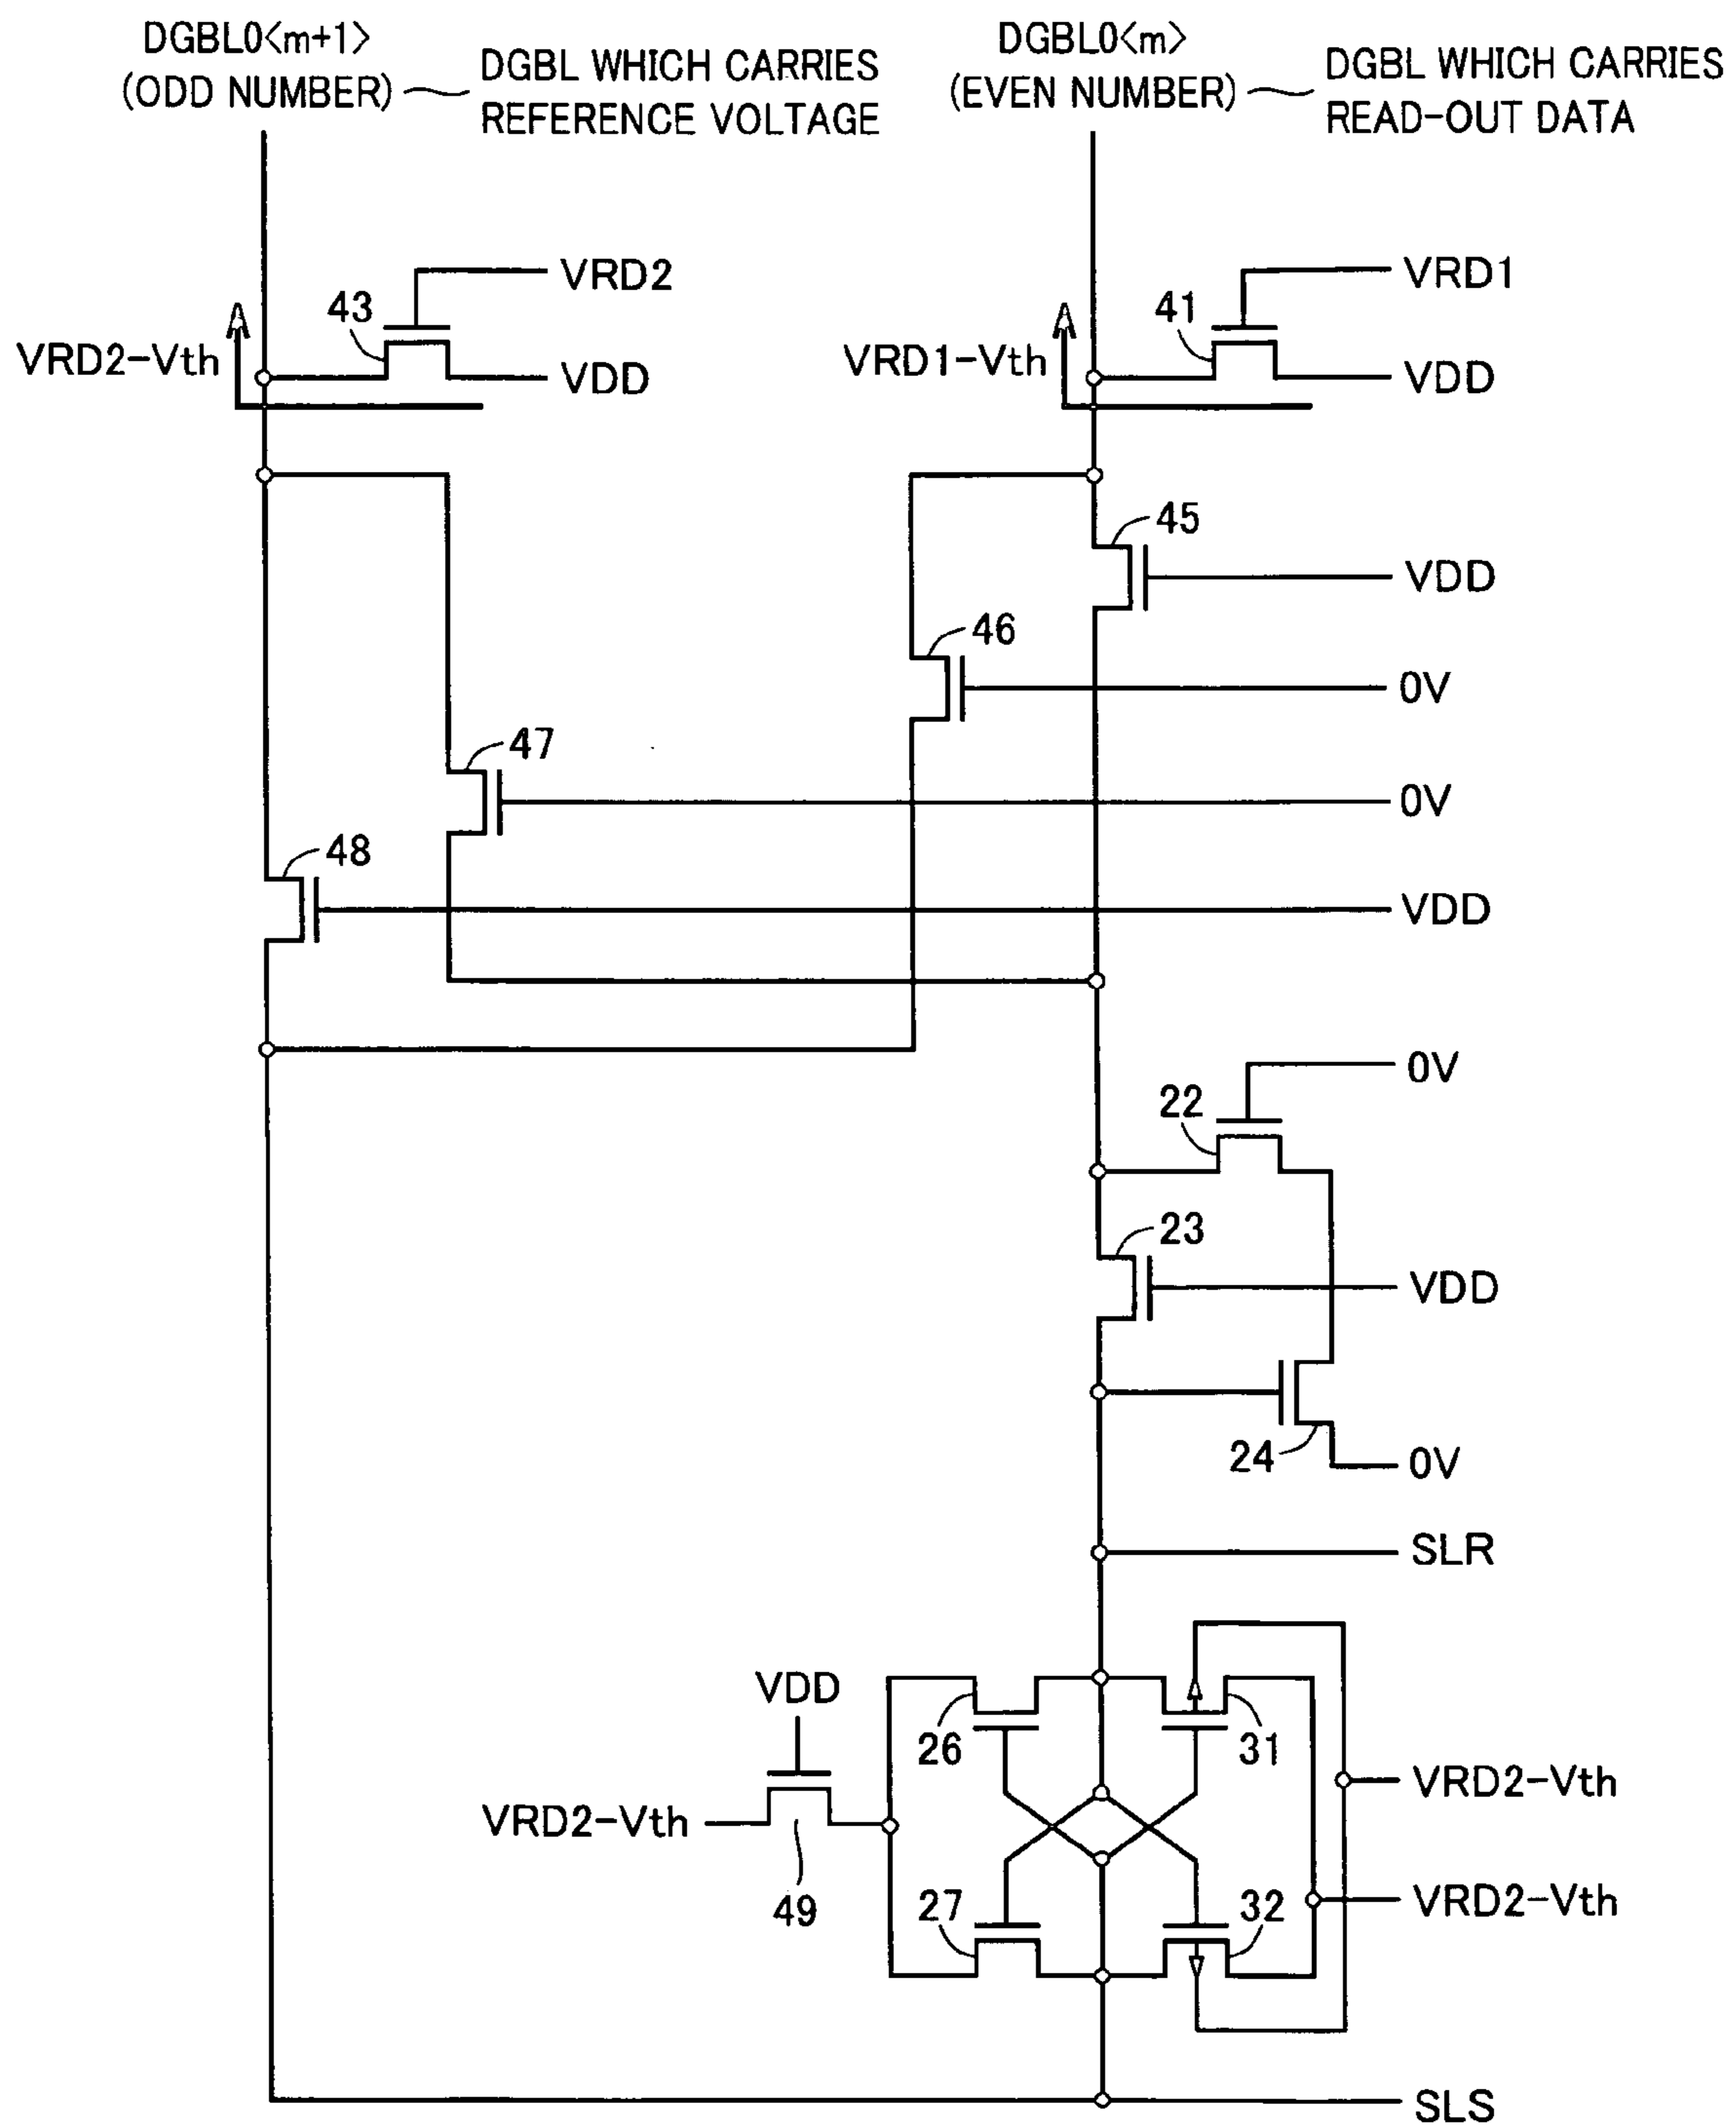 DGBL0<m+1>
(ODD NUMBER)
DGBL WHICH CARRIES
REFERENCE VOLTAGE
DGBL0<m>
(EVEN NUMBER)
DGBL WHICH CARRIES
READ-OUT DATA
VRD2
43
VRD2-Vth
VDD
VRD1
41
VRD1-Vth
VDD
45
VDD
46
0V
47
0V
48
VDD
0V
22
23
VDD
24
0V
SLR
VDD
26
31
VRD2-Vth
VRD2-Vth
49
27
32
VRD2-Vth
SLS